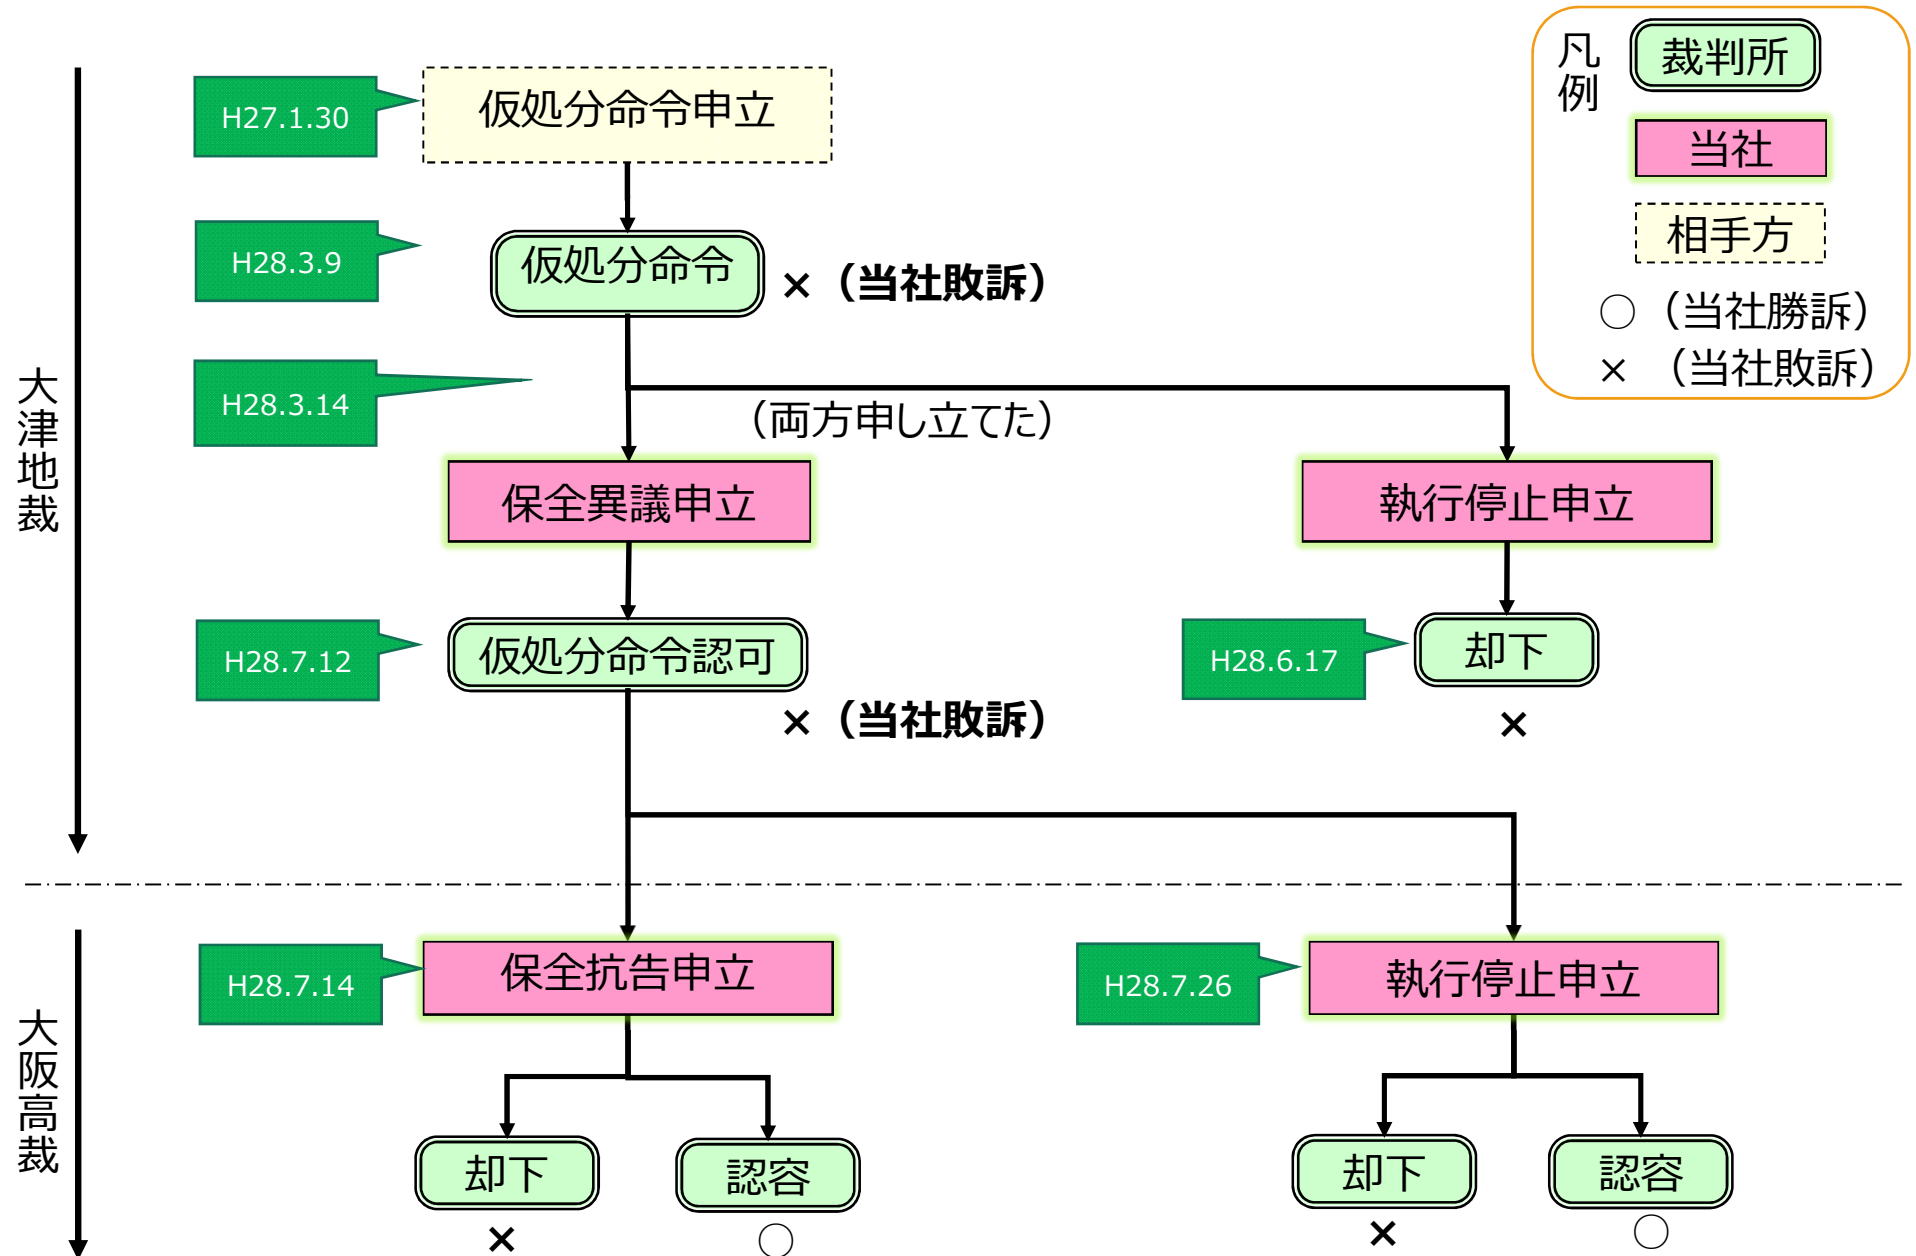 凡例
裁判所
当社
相手方
○（当社勝訴）
×（当社敗訴）
大津地裁
H27.1.30
仮処分命令申立
H28.3.9
仮処分命令
×（当社敗訴）
H28.3.14
（両方申し立てた）
保全異議申立
執行停止申立
H28.7.12
仮処分命令認可
×（当社敗訴）
H28.6.17
却下
×
大阪高裁
H28.7.14
保全抗告申立
H28.7.26
執行停止申立
却下
認容
却下
認容
×
○
×
○